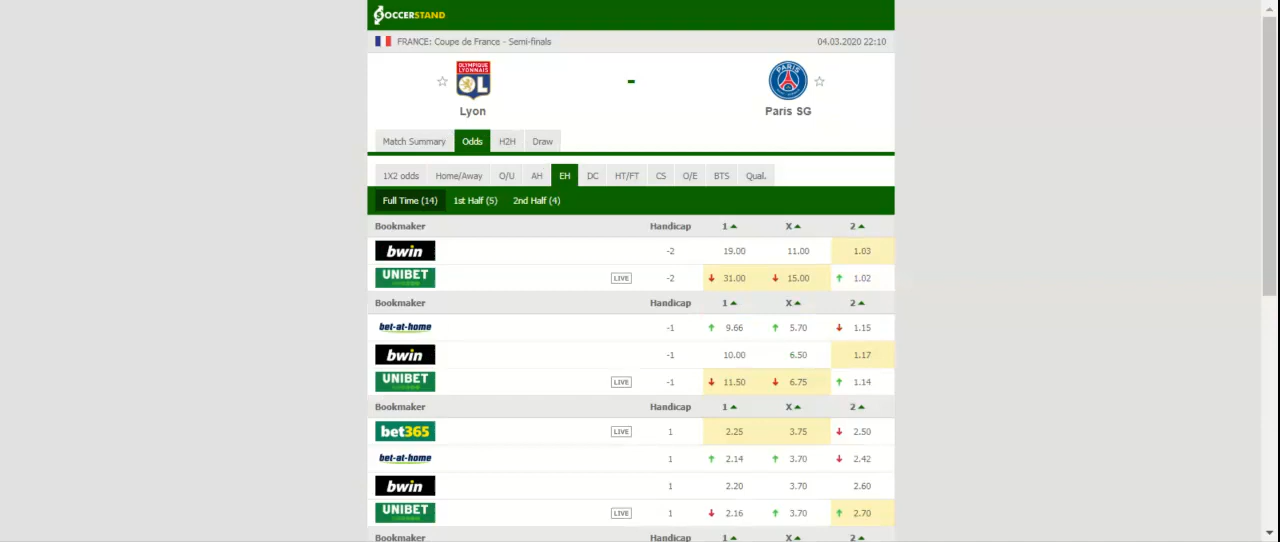 SOCCERSTAND
FRANCE: Coupe de France - Semi-finals 04.03.2020 22:10
OLYMPIQUE LYONNAIS
OL
PARIS
-
Lyon Paris SG
Match Summary Odds H2H Draw
1X2 odds Home/Away O/U AH EH DC HT/FT CS O/E BTS Qual.
Full Time (14) 1st Half (5) 2nd Half (4)
Bookmaker Handicap 1 X 2
bwin -2 19.00 11.00 1.03
UNIBET LIVE -2 31.00 15.00 1.02
Bookmaker Handicap 1 X 2
bet-at-home -1 9.66 5.70 1.15
bwin -1 10.00 6.50 1.17
UNIBET LIVE -1 11.50 6.75 1.14
Bookmaker Handicap 1 X 2
bet365 LIVE 1 2.25 3.75 2.50
bet-at-home 1 2.14 3.70 2.42
bwin 1 2.20 3.70 2.60
UNIBET LIVE 1 2.16 3.70 2.70
Bookmaker Handicap 1 X 2